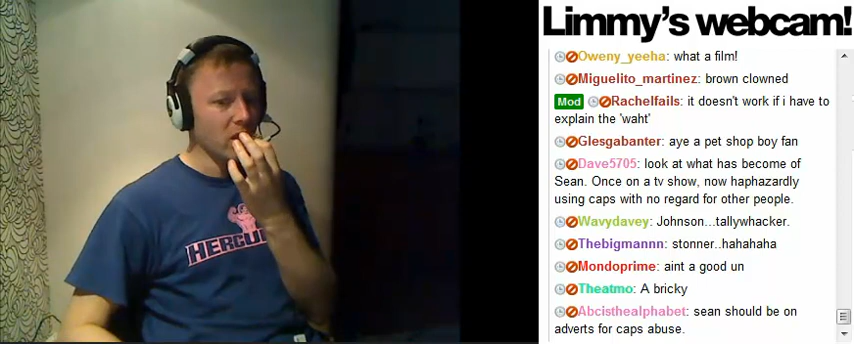 Limmy's webcam!
Oweny_yeeha: what a film!
Miguelito_martinez: brown clowned
Mod Rachelfails: it doesn't work if i have to
explain the 'waht'
Glesgabanter: aye a pet shop boy fan
Dave5705: look at what has become of
Sean. Once on a tv show, now haphazardly
using caps with no regard for other people.
Wavydavey: Johnson...tallywhacker.
Thebigmannn: stonner..hahahaha
Mondoprime: aint a good un
Theatmo: A bricky
Abcisthealphabet: sean should be on
adverts for caps abuse.